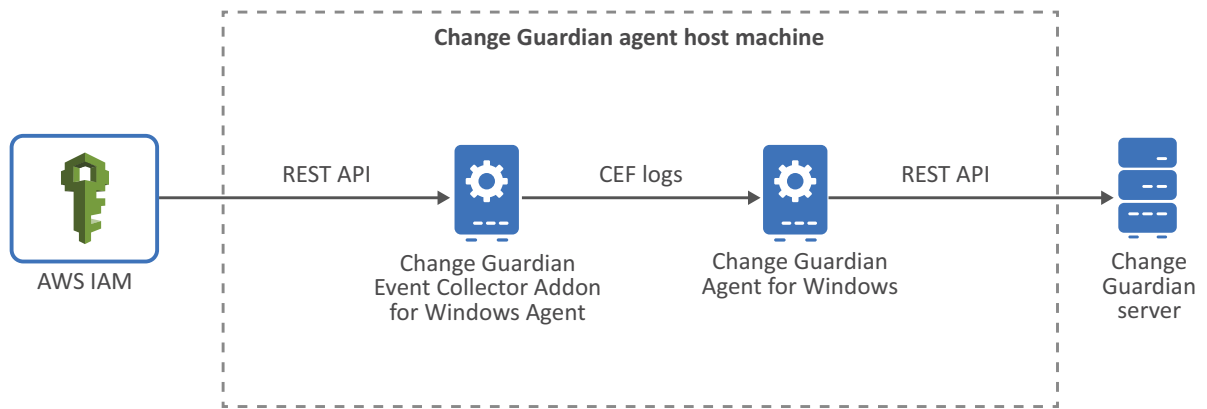 Change Guardian agent host machine
REST API
CEF logs
REST API
AWS IAM
Change Guardian
Event Collector Addon
for Windows Agent
Change Guardian
Agent for Windows
Change
Guardian
server